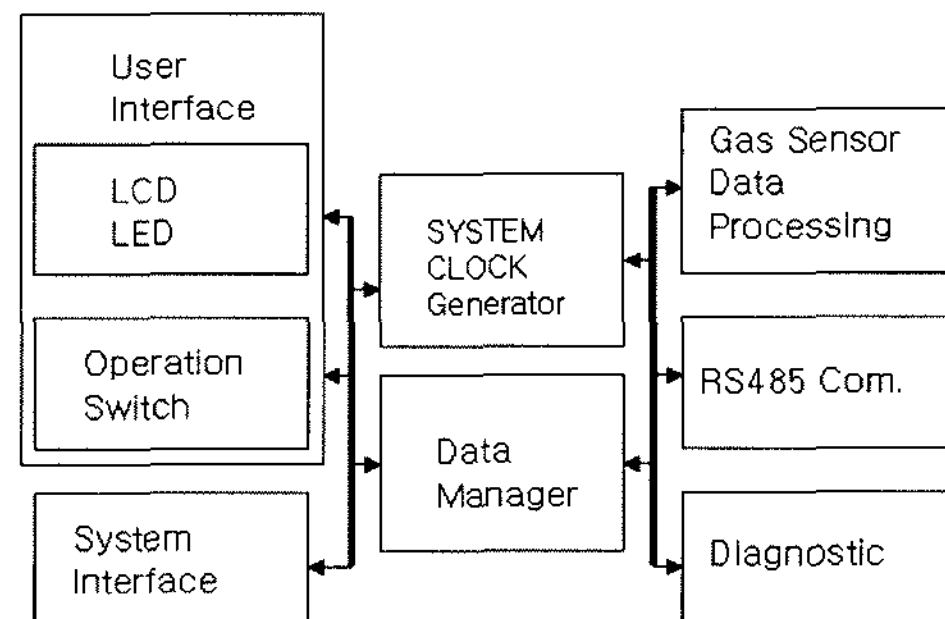 User
Interface
LCD
LED
Operation
Switch
System
Interface
SYSTEM
CLOCK
Generator
Data
Manager
Gas Sensor
Data
Processing
RS485 Com.
Diagnostic